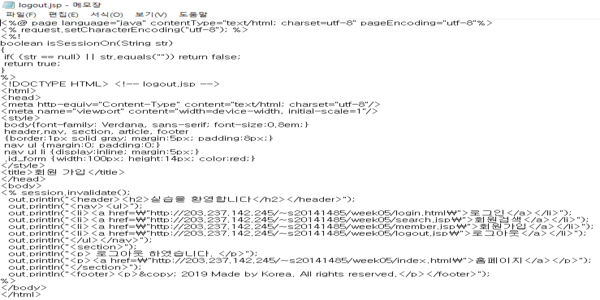 logout.jsp - 메모장
파일(F) 편집(E) 서식(O) 보기(V) 도움말
<%@ page language="java" contentType="text/html; charset=utf-8" pageEncoding="utf-8"%>
<% request.setCharacterEncoding("utf-8"); %>
<%!
boolean isSessionOn(String str)
{
if( (str == null) || str.equals("")) return false;
return true;
}
%>
<!DOCTYPE HTML> <!-- logout.jsp -->
<html>
<head>
<meta http-equiv="Content-Type" content="text/html; charset="utf-8"/>
<meta name="viewport" content="width=device-width, initial-scale=1"/>
<style>
body{font-family: Verdana, sans-serif; font-size:0.8em;}
header,nav, section, article, footer
{border:1px solid gray; margin:5px; padding:8px;}
nav ul {margin:0; padding:0;}
nav ul li {display:inline; margin:5px;}
.id_form {width:100px; height:14px; color:red;}
</style>
<title>회원 가입</title>
</head>
<body>
<% session.invalidate();
out.println("<header><h2>실습을 환영합니다</h2></header>");
out.println("<nav><ul>");
out.println("<li><a href=₩"http://203.237.142.245/~s20141485/week05/login.html₩">로그인</a></li>");
out.println("<li><a href=₩"http://203.237.142.245/~s20141485/week05/search.jsp₩">회원검색</a></li>");
out.println("<li><a href=₩"http://203.237.142.245/~s20141485/week05/member.jsp₩">회원가입</a></li>");
out.println("<li><a href=₩"http://203.237.142.245/~s20141485/week05/logout.jsp₩">로그아웃</a></li>");
out.println("</ul></nav>");
out.println("<section>");
out.println("<p> 로그아웃 하였습니다. </p>");
out.println("<p><a href=₩"http://203.237.142.245/~s20141485/week05/index.html₩">홈페이지</a></p>");
out.println("</section>");
out.println("<footer><p>&copy; 2019 Made by Korea. All rights reserved.</p></footer>");
%>
</body>
</html>